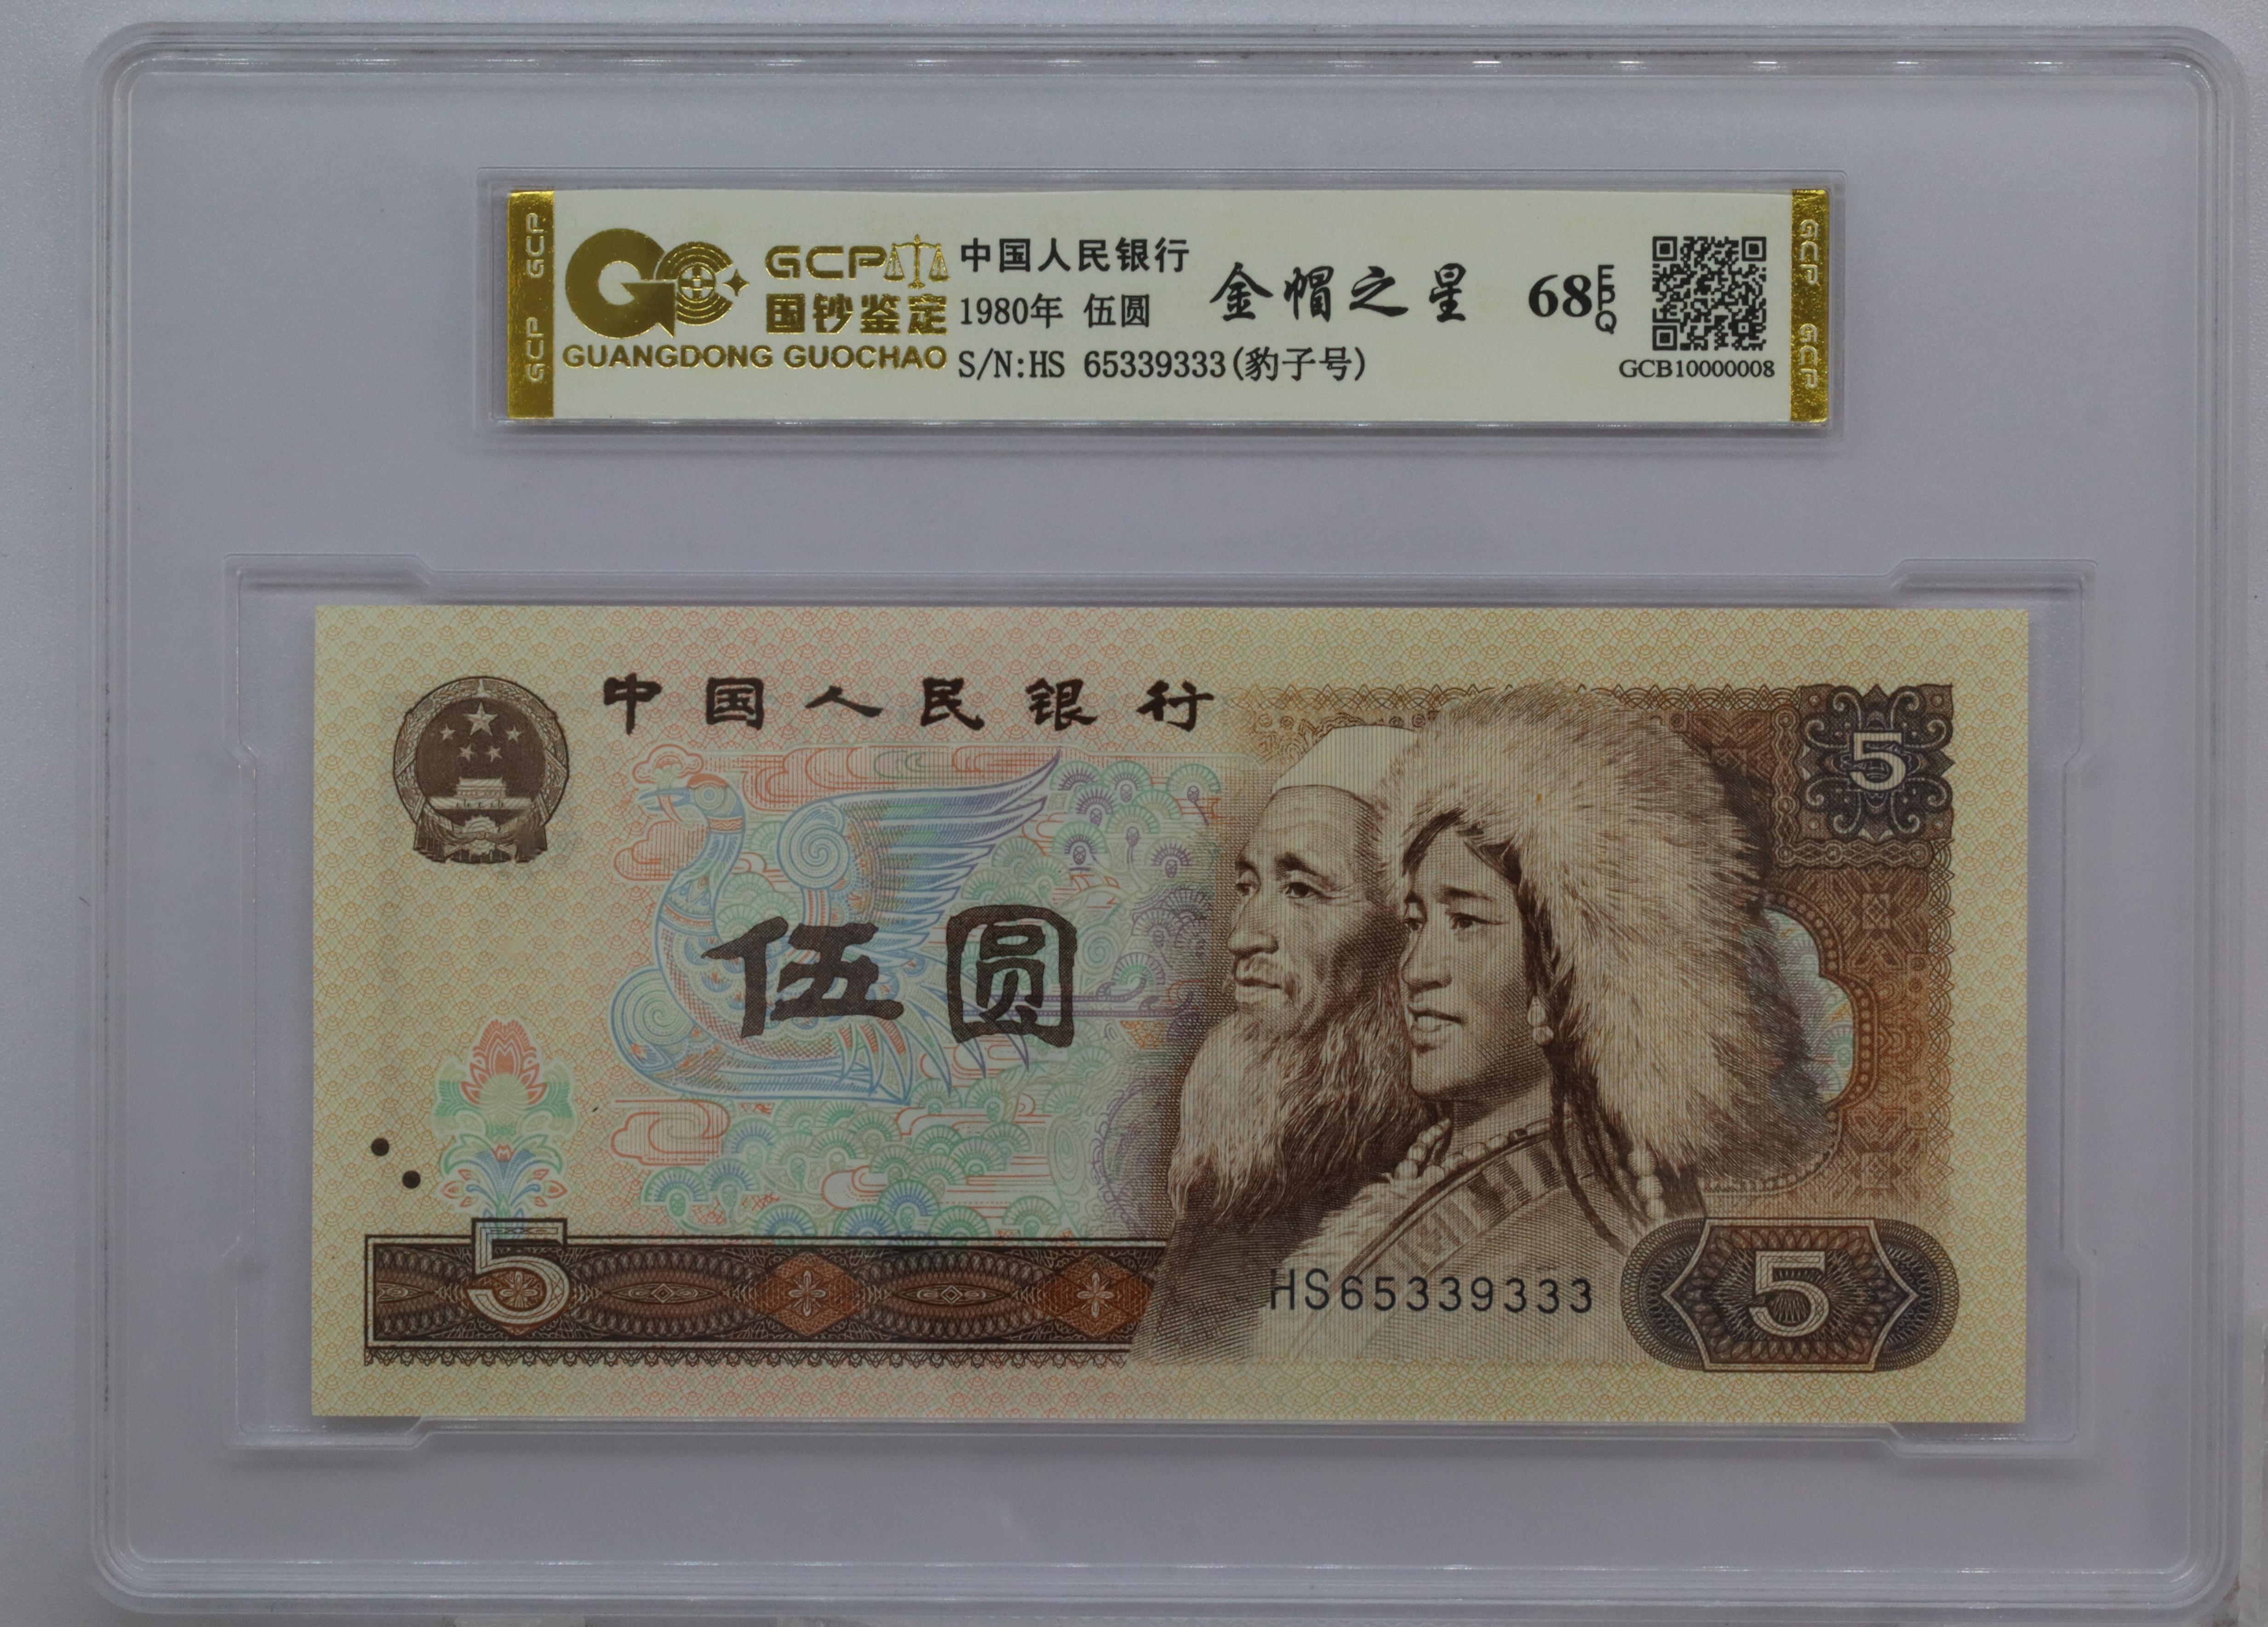 GCP GCP
GCP
国钞鉴定
GUANGDONG GUOCHAO
中国人民银行
1980年 伍圆
S/N:HS 65339333(豹子号)
金帽之星
68 EPQ
GCB10000008
GCP GCP
中国人民银行
5
伍圆
5
HS65339333
5